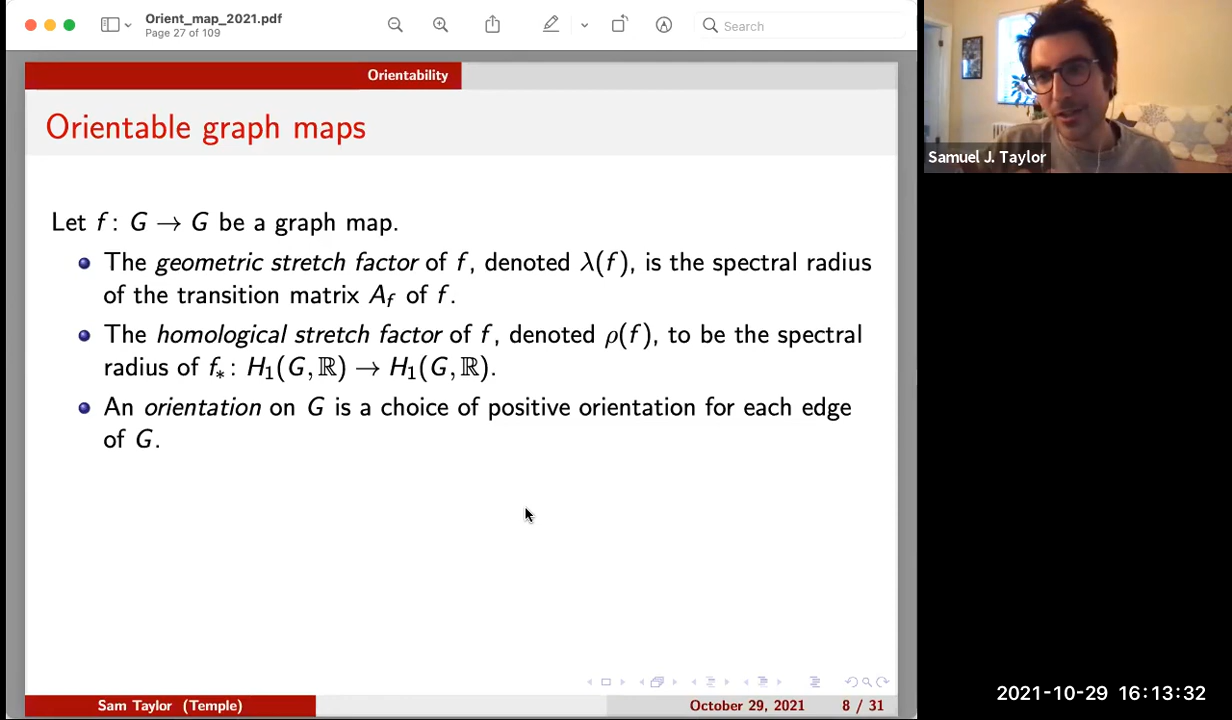 Orient_map_2021.pdf
Page 27 of 109
Search
Orientability
Orientable graph maps
Let f : G → G be a graph map.
The geometric stretch factor of f, denoted λ(f), is the spectral radius
of the transition matrix A_f of f.
The homological stretch factor of f, denoted ρ(f), to be the spectral
radius of f_* : H₁(G, ℝ) → H₁(G, ℝ).
An orientation on G is a choice of positive orientation for each edge
of G.
Sam Taylor (Temple)
October 29, 2021
8 / 31
Samuel J. Taylor
2021-10-29 16:13:32